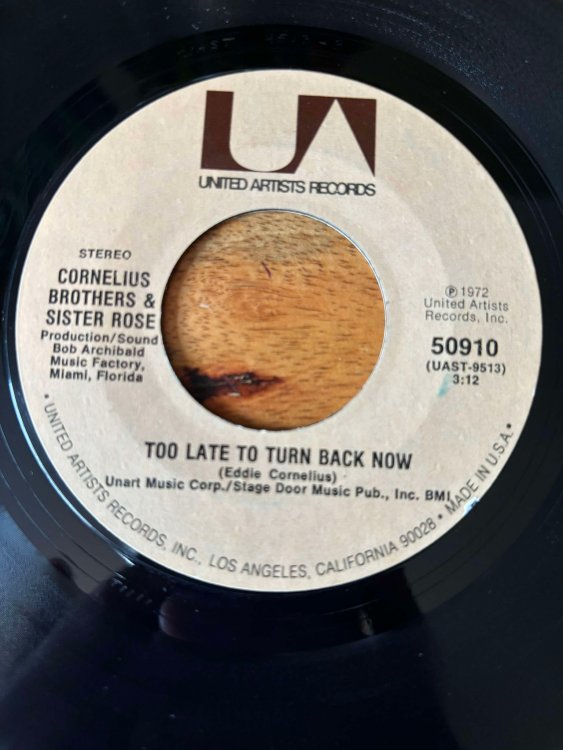 UA
UNITED ARTISTS RECORDS
STEREO
CORNELIUS
BROTHERS &
SISTER ROSE
Production/Sound
Bob Archibald
Music Factory,
Miami, Florida
℗ 1972
United Artists
Records, Inc.
50910
(UAST-9513)
3:12
TOO LATE TO TURN BACK NOW
(Eddie Cornelius)
Unart Music Corp./Stage Door Music Pub., Inc. BMI
• UNITED ARTISTS RECORDS, INC., LOS ANGELES, CALIFORNIA 90028 • MADE IN U.S.A. •